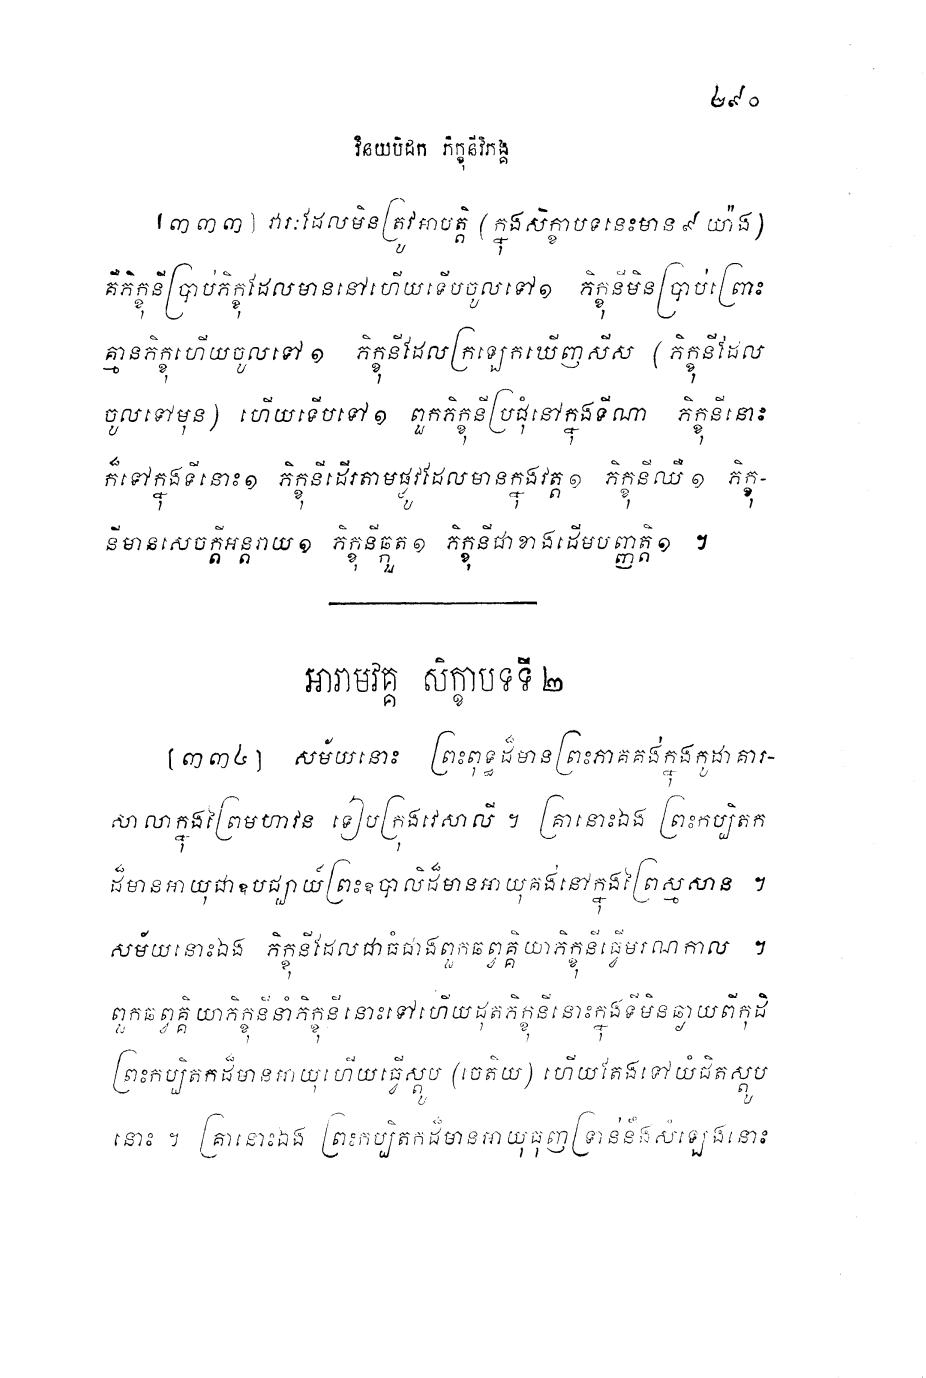 ២៩០
វិនយបិដក ភិក្ខុនីវិភង្គ
[៣៣៣] វារៈដែលមិនត្រូវអាបត្តិ (ក្នុងសិក្ខាបទនេះមាន ៩ យ៉ាង)
គឺភិក្ខុនីប្រាប់ភិក្ខុដែលមាននៅហើយទើបចូលទៅ១ ភិក្ខុនីមិនប្រាប់ព្រោះ
គ្មានភិក្ខុហើយចូលទៅ ១ ភិក្ខុនីដែលក្រឡេកឃើញសីស (ភិក្ខុនីដែល
ចូលទៅមុន) ហើយទើបទៅ១ ពួកភិក្ខុនីប្រជុំនៅក្នុងទីណា ភិក្ខុនីនោះ
ក៏ទៅក្នុងទីនោះ១ ភិក្ខុនីដើរតាមផ្លូវដែលមានក្នុងវត្ត១ ភិក្ខុនីឈឺ ១ ភិក្ខុ-
នីមានសេចក្តីអន្តរាយ១ ភិក្ខុនីឆ្កួត១ ភិក្ខុនីជាខាងដើមបញ្ញត្តិ១ ៗ
អារាមវគ្គ សិក្ខាបទទី ២
[៣៣៤] សម័យនោះ ព្រះពុទ្ធដ៏មានព្រះភាគគង់ក្នុងកូដាគារ-
សាលាក្នុងព្រៃមហាវន ទៀបក្រុងវេសាលី ។ គ្រានោះឯង ព្រះកប្បិតក
ដ៏មានអាយុជាឧបជ្ឈាយ៍ព្រះឧបាលិដ៏មានអាយុគង់នៅក្នុងព្រៃស្មសាន ។
សម័យនោះឯង ភិក្ខុនីដែលជាធំជាងពួកឆព្វគ្គិយាភិក្ខុនីធ្វើមរណកាល ។
ពួកឆព្វគ្គិយាភិក្ខុនីនាំភិក្ខុនីនោះទៅហើយដុតភិក្ខុនីនោះក្នុងទីមិនឆ្ងាយពីកុដិ
ព្រះកប្បិតកដ៏មានអាយុហើយធ្វើស្តូប (ចេតិយ) ហើយតែងទៅយំជិតស្តូប
នោះ ។ គ្រានោះឯង ព្រះកប្បិតកដ៏មានអាយុធុញទ្រាន់នឹងសំឡេងនោះ